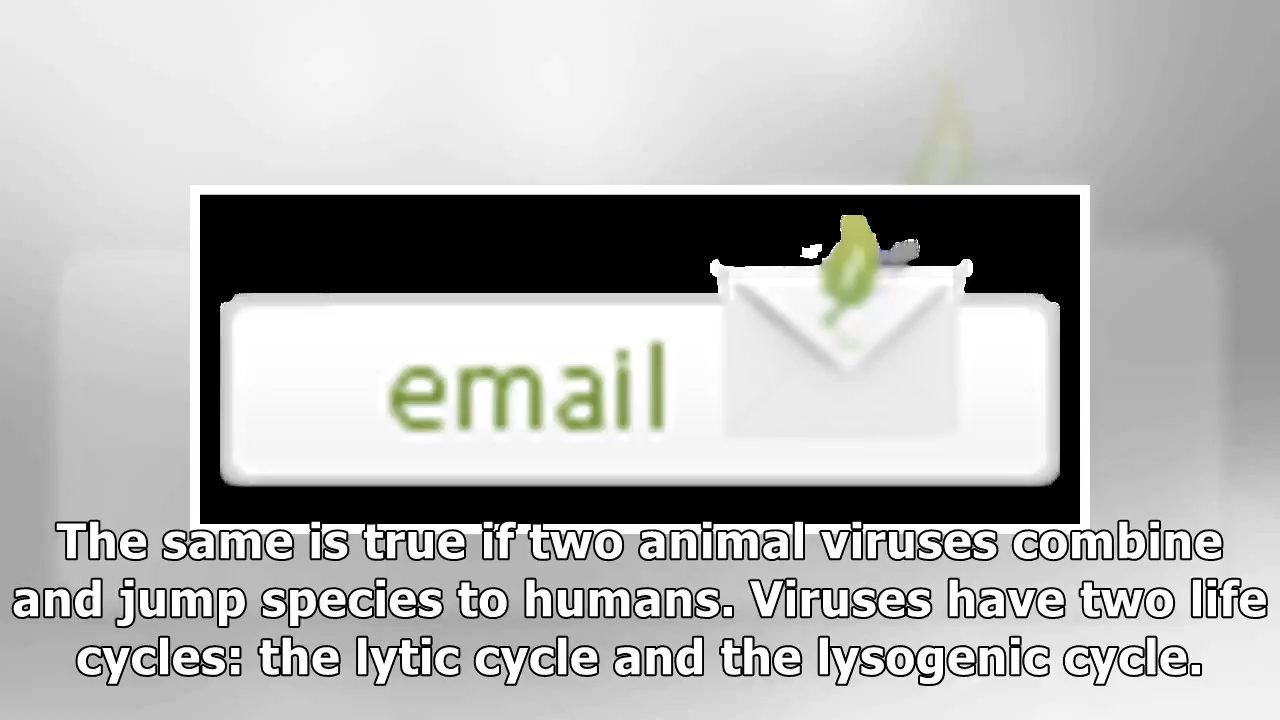 email
The same is true if two animal viruses combine
and jump species to humans. Viruses have two life
cycles: the lytic cycle and the lysogenic cycle.